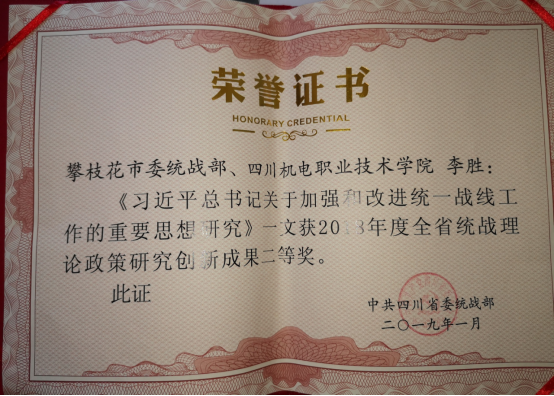 荣誉证书
HONORARY CREDENTIAL
攀枝花市委统战部、四川机电职业技术学院 李胜：
《习近平总书记关于加强和改进统一战线工
作的重要思想研究》一文获2018年度全省统战理
论政策研究创新成果二等奖。
此证
中共四川省委统战部
二〇一九年一月